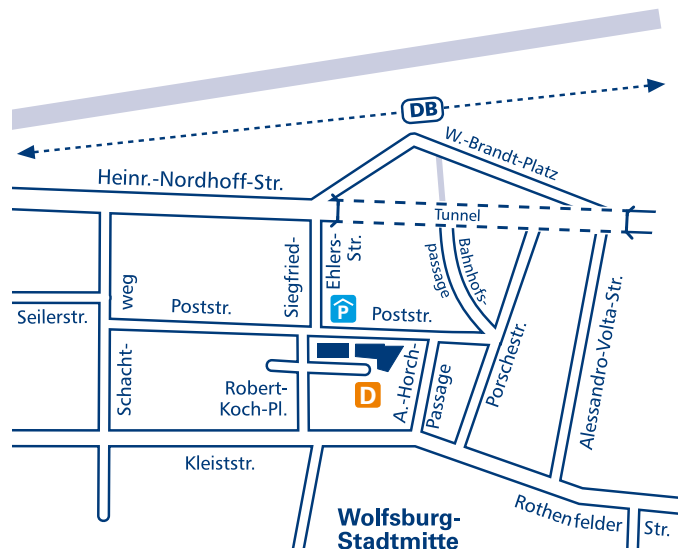 DB
W.-Brandt-Platz
Heinr.-Nordhoff-Str.
Tunnel
Siegfried-
Ehlers-
Str.
Bahnhofs-
passage
Schacht-
weg
Seilerstr.
Poststr.
P
Poststr.
Porschestr.
Alessandro-Volta-Str.
Robert-
Koch-Pl.
D
A.-Horch-
Passage
Kleiststr.
Rothenfelder
Str.
Wolfsburg-
Stadtmitte